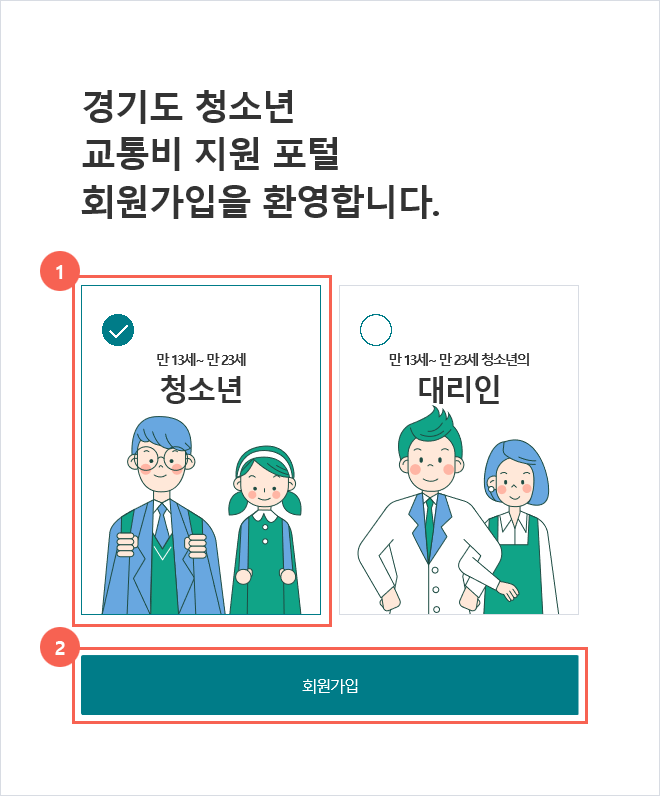 경기도 청소년
교통비 지원 포털
회원가입을 환영합니다.
1
만 13세~ 만 23세
청소년
만 13세~ 만 23세 청소년의
대리인
2
회원가입